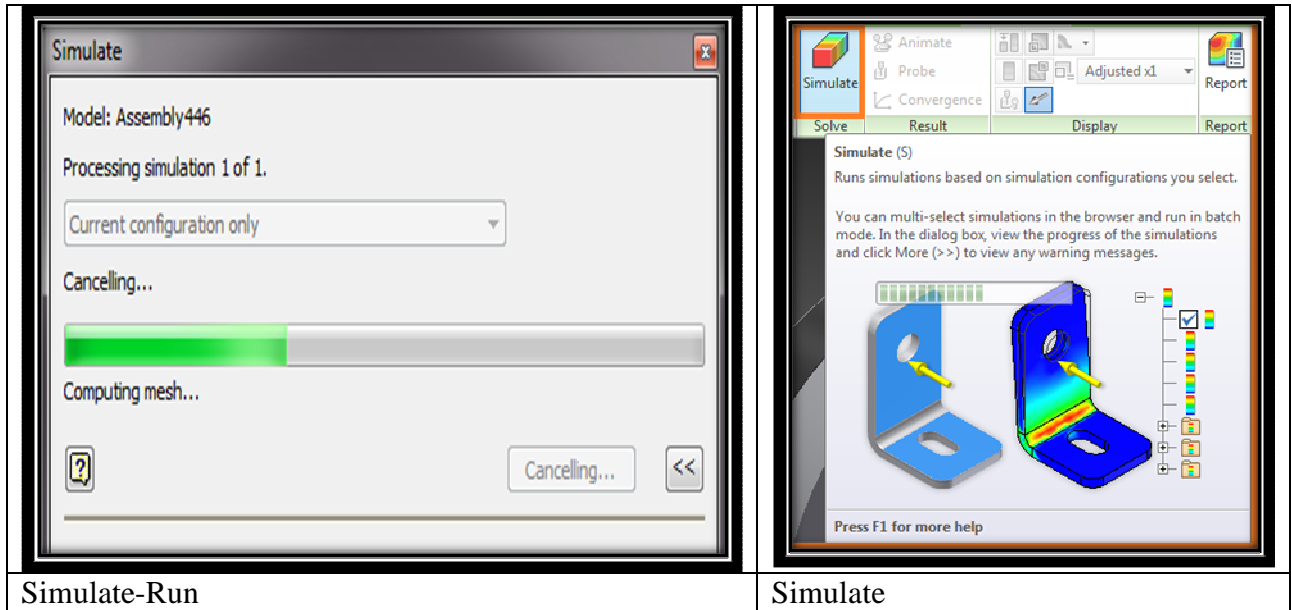 Simulate
Model: Assembly446
Processing simulation 1 of 1.
Current configuration only
Cancelling...
Computing mesh...
Cancelling...
<<
Simulate-Run
Simulate
Animate
Probe
Convergence
Adjusted x1
Report
Solve
Result
Display
Report
Simulate (S)
Runs simulations based on simulation configurations you select.
You can multi-select simulations in the browser and run in batch
mode. In the dialog box, view the progress of the simulations
and click More (>>) to view any warning messages.
Press F1 for more help
Simulate